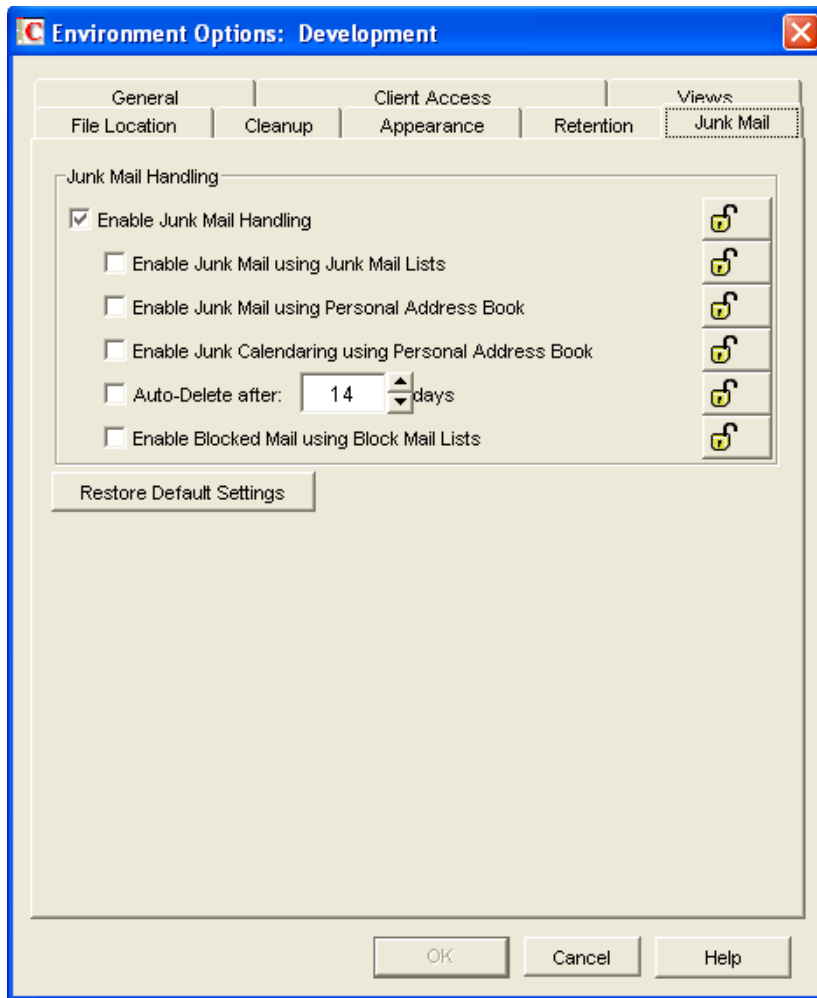 C Environment Options: Development
General Client Access Views
File Location Cleanup Appearance Retention Junk Mail
Junk Mail Handling
Enable Junk Mail Handling
Enable Junk Mail using Junk Mail Lists
Enable Junk Mail using Personal Address Book
Enable Junk Calendaring using Personal Address Book
Auto-Delete after: 14 days
Enable Blocked Mail using Block Mail Lists
Restore Default Settings
OK Cancel Help